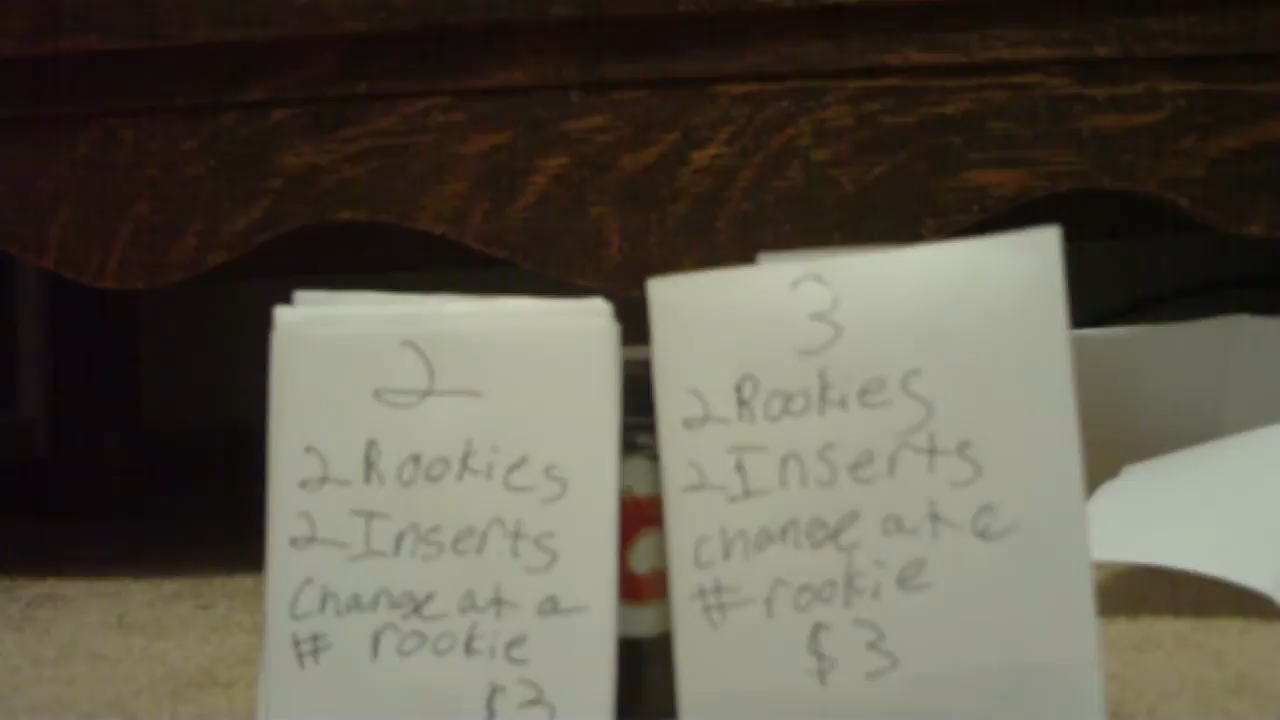 2
2 Rookies
2 Inserts
Change at a
# rookie
$3
3
2 Rookies
2 Inserts
change at a
# rookie
$3